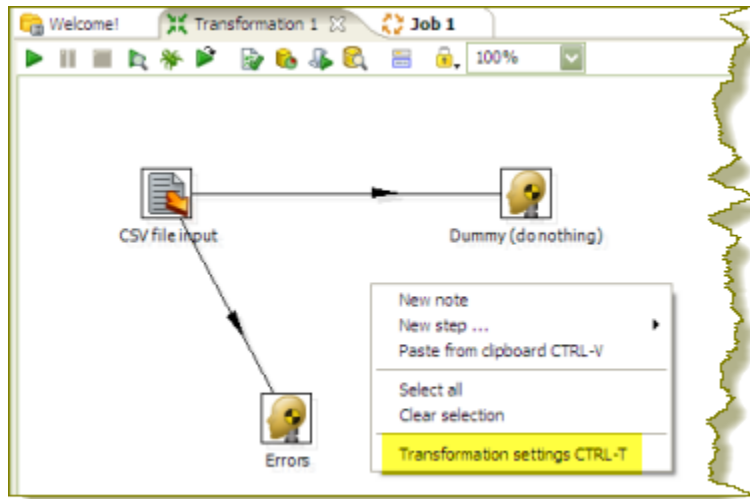 Welcome! Transformation 1 Job 1
100%
CSV file input Dummy (do nothing)
New note
New step ...
Paste from clipboard CTRL-V
Select all
Clear selection
Transformation settings CTRL-T
Errors